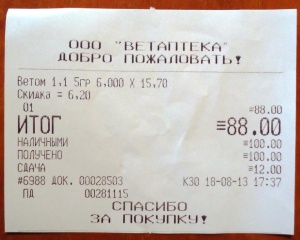 ООО "ВЕТАПТЕКА"
ДОБРО ПОЖАЛОВАТЬ!
Ветом 1.1 5гр 6.000 X 15.70
Скидка = 6.20
01 =88.00
ИТОГ =88.00
НАЛИЧНЫМИ =100.00
ПОЛУЧЕНО =100.00
СДАЧА =12.00
#6988 ДОК. 00028503 К30 18-08-13 17:37
ПД 00281115
СПАСИБО
ЗА ПОКУПКУ!